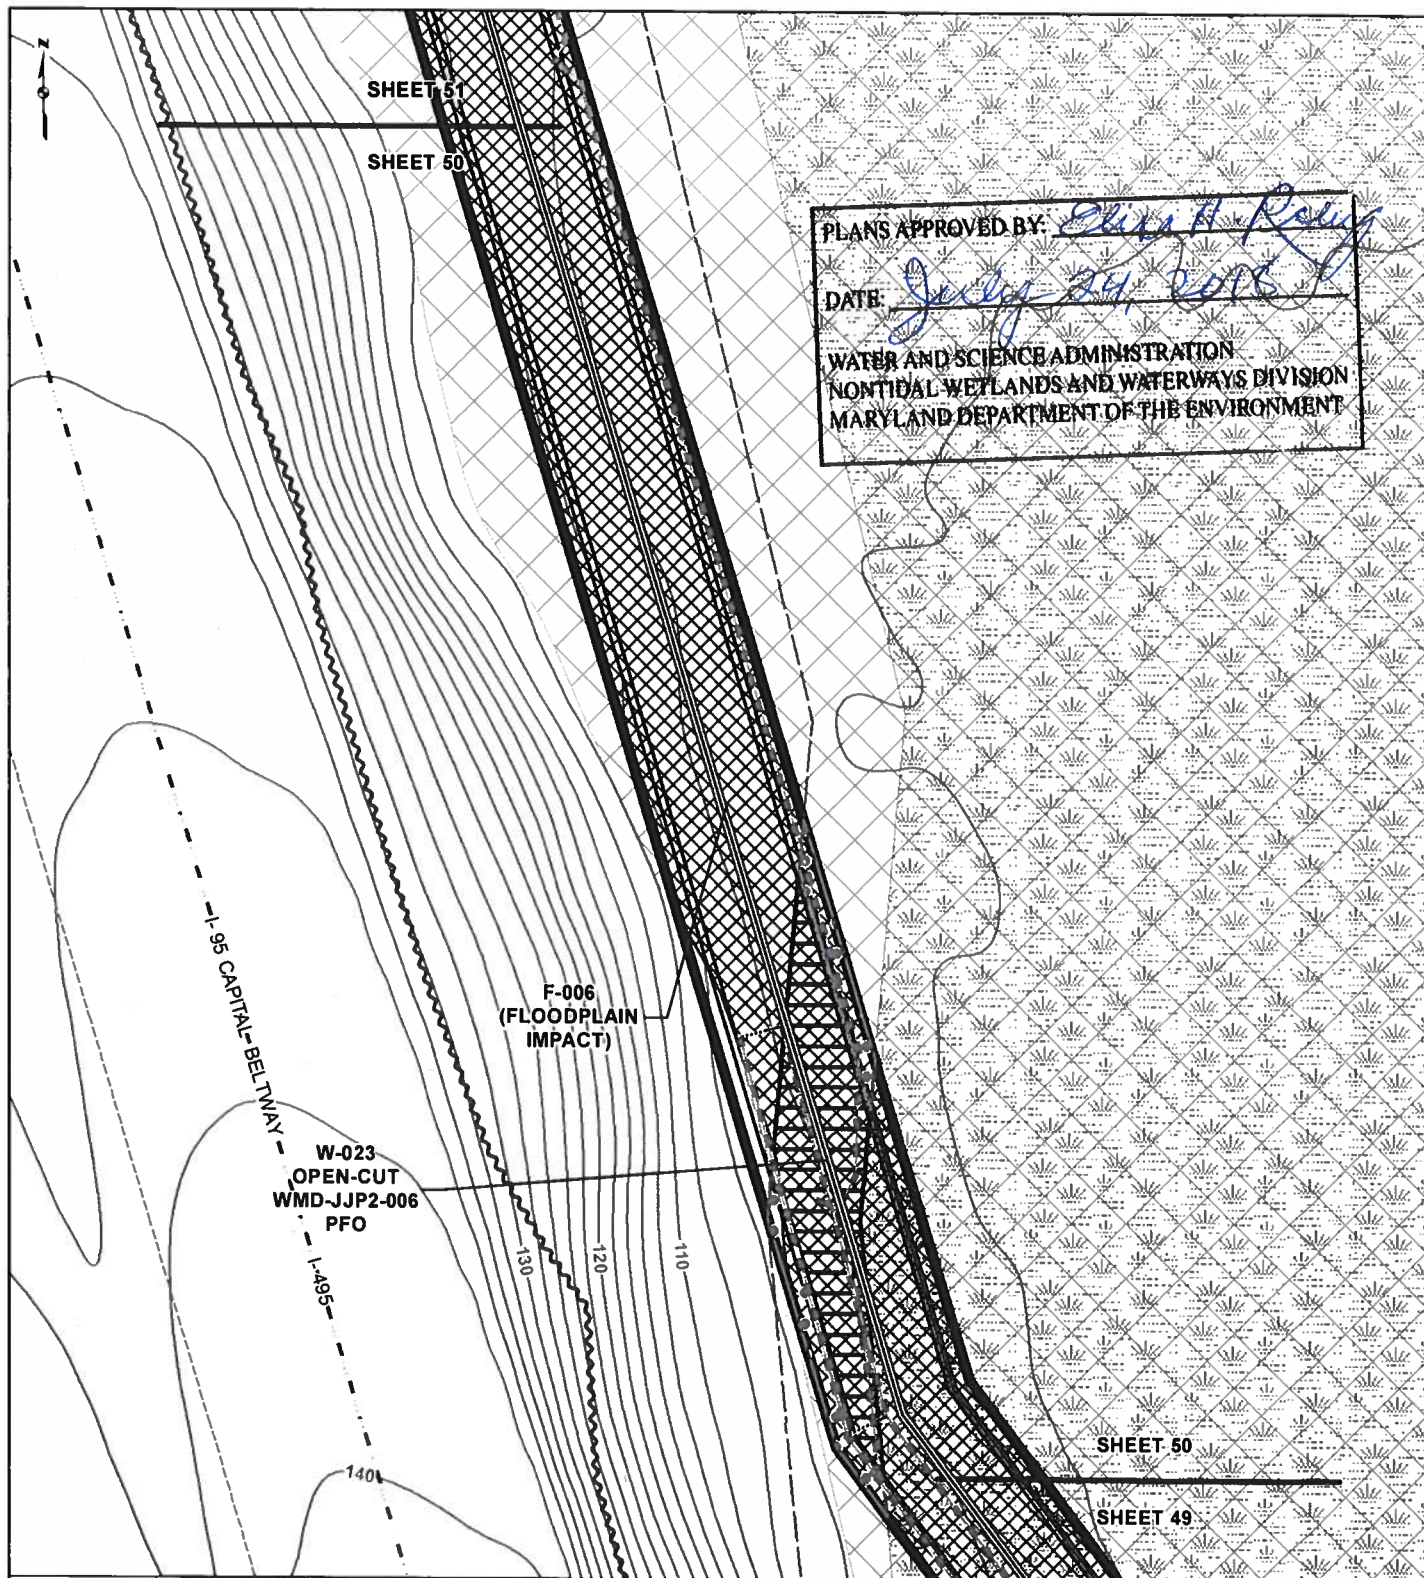 N
SHEET 51
SHEET 50
PLANS APPROVED BY:
DATE: July 24, 2018
WATER AND SCIENCE ADMINISTRATION
NONTIDAL WETLANDS AND WATERWAYS DIVISION
MARYLAND DEPARTMENT OF THE ENVIRONMENT
I-95 CAPITAL BELTWAY
I-495
F-006
(FLOODPLAIN
IMPACT)
W-023
OPEN-CUT
WMD-JJP2-006
PFO
130
120
110
140
SHEET 50
SHEET 49